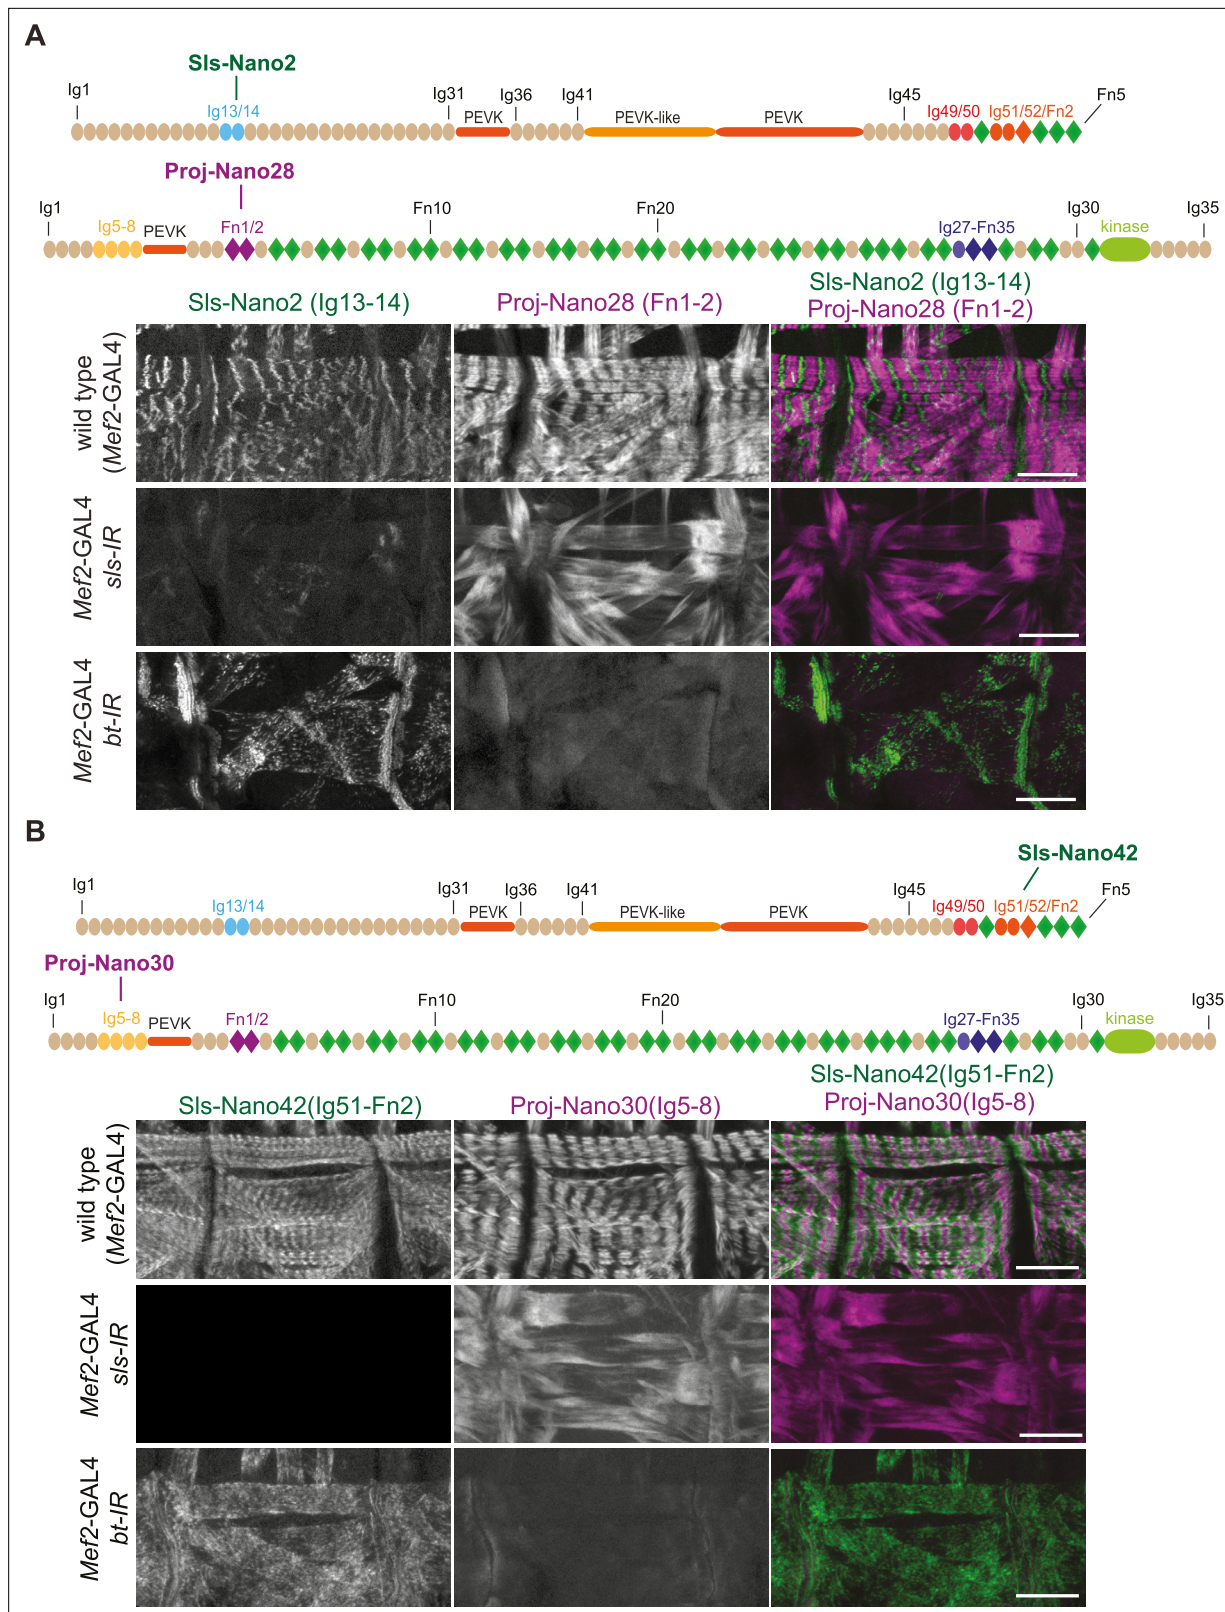 A
Sls-Nano2
Ig1 Ig13/14 Ig31 PEVK Ig36 Ig41 PEVK-like PEVK Ig45 Ig49/50 Ig51/52/Fn2 Fn5
Proj-Nano28
Ig1 Ig5-8 PEVK Fn1/2 Fn10 Fn20 Ig27-Fn35 Ig30 kinase Ig35
Sls-Nano2 (Ig13-14)
Proj-Nano28 (Fn1-2)
Sls-Nano2 (Ig13-14)
Proj-Nano28 (Fn1-2)
wild type
(Mef2-GAL4)
Mef2-GAL4
sls-IR
Mef2-GAL4
bt-IR
B
Sls-Nano42
Ig1 Ig13/14 Ig31 PEVK Ig36 Ig41 PEVK-like PEVK Ig45 Ig49/50 Ig51/52/Fn2 Fn5
Proj-Nano30
Ig1 Ig5-8 PEVK Fn1/2 Fn10 Fn20 Ig27-Fn35 Ig30 kinase Ig35
Sls-Nano42(Ig51-Fn2)
Proj-Nano30(Ig5-8)
Sls-Nano42(Ig51-Fn2)
Proj-Nano30(Ig5-8)
wild type
(Mef2-GAL4)
Mef2-GAL4
sls-IR
Mef2-GAL4
bt-IR